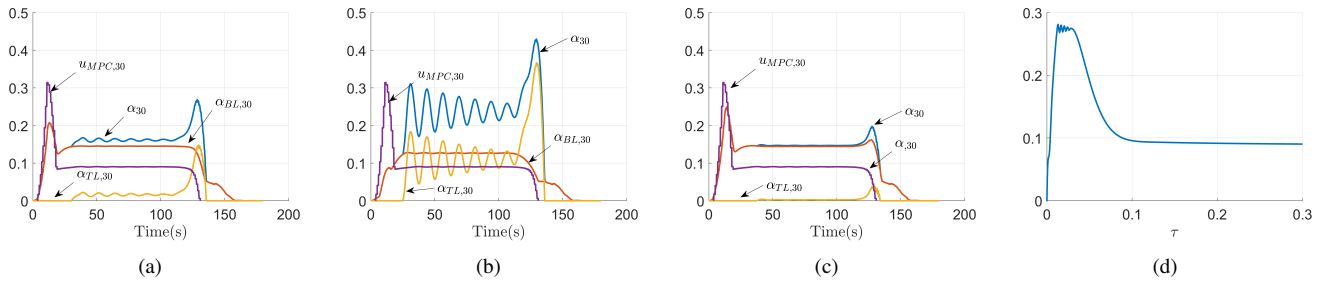 0.5
0.4
0.3
0.2
0.1
0
0 50 100 150 200
Time(s)
u_{MPC,30}
α_{30}
α_{BL,30}
α_{TL,30}
(a)
0.5
0.4
0.3
0.2
0.1
0
0 50 100 150 200
Time(s)
α_{30}
u_{MPC,30}
α_{BL,30}
α_{TL,30}
(b)
0.5
0.4
0.3
0.2
0.1
0
0 50 100 150 200
Time(s)
u_{MPC,30}
α_{30}
α_{,30}
α_{TL,30}
(c)
0.3
0.2
0.1
0
0 0.1 0.2 0.3
τ
(d)